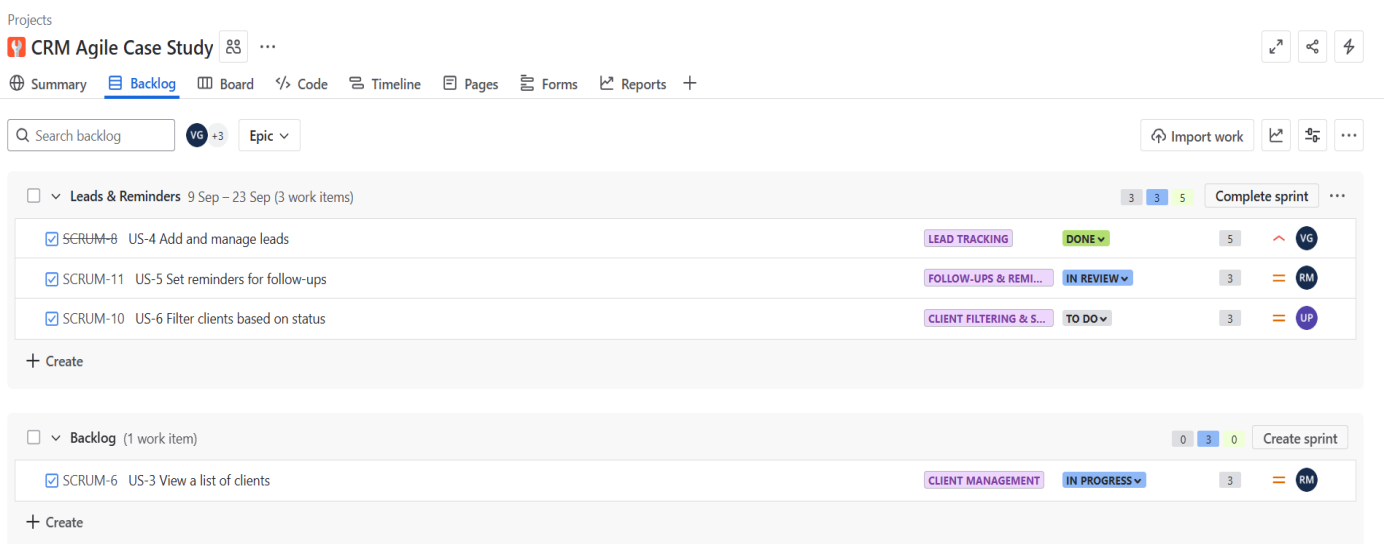 Projects
CRM Agile Case Study
Summary Backlog Board Code Timeline Pages Forms Reports
Search backlog VG +3 Epic Import work
Leads & Reminders 9 Sep – 23 Sep (3 work items) 3 3 5 Complete sprint
SCRUM-8 US-4 Add and manage leads LEAD TRACKING DONE 5 VG
SCRUM-11 US-5 Set reminders for follow-ups FOLLOW-UPS & REMI... IN REVIEW 3 RM
SCRUM-10 US-6 Filter clients based on status CLIENT FILTERING & S... TO DO 3 UP
Create
Backlog (1 work item) 0 3 0 Create sprint
SCRUM-6 US-3 View a list of clients CLIENT MANAGEMENT IN PROGRESS 3 RM
Create